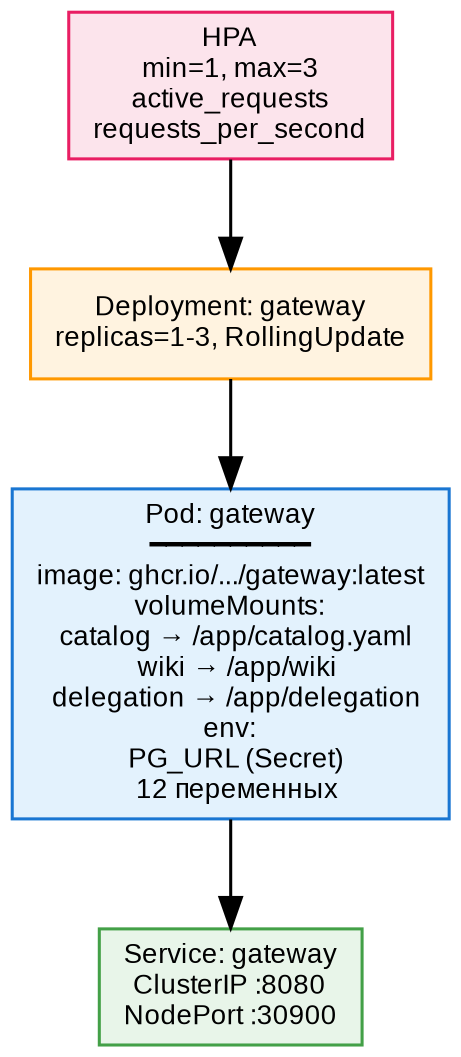 HPA
min=1, max=3
active_requests
requests_per_second
Deployment: gateway
replicas=1-3, RollingUpdate
Pod: gateway
━━━━━━━━━━
image: ghcr.io/.../gateway:latest
volumeMounts:
catalog → /app/catalog.yaml
wiki → /app/wiki
delegation → /app/delegation
env:
PG_URL (Secret)
12 переменных
Service: gateway
ClusterIP :8080
NodePort :30900